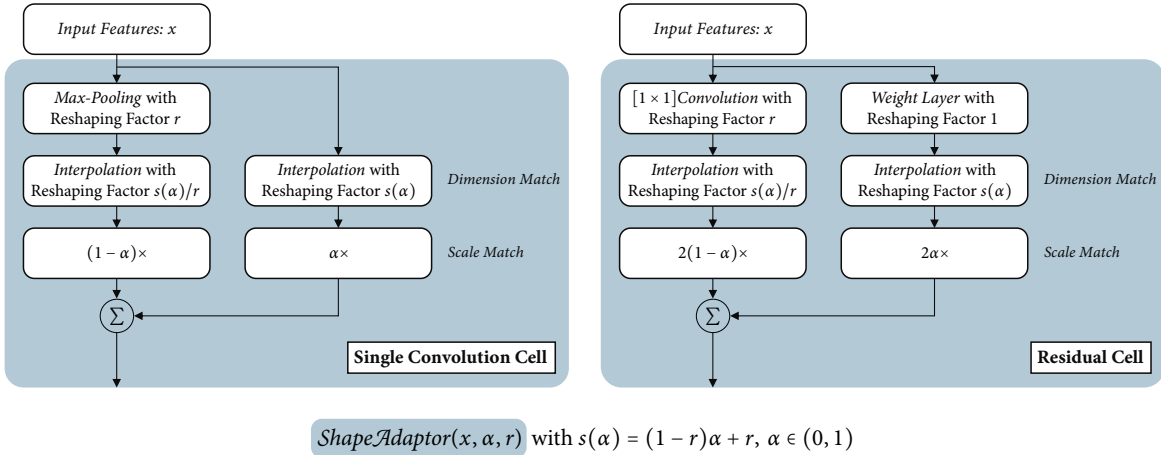 Input Features: x
Max-Pooling with
Reshaping Factor r
Interpolation with
Reshaping Factor s(α)/r
Interpolation with
Reshaping Factor s(α)
Dimension Match
(1 − α)×
α×
Scale Match
∑
Single Convolution Cell
Input Features: x
[1 × 1]Convolution with
Reshaping Factor r
Weight Layer with
Reshaping Factor 1
Interpolation with
Reshaping Factor s(α)/r
Interpolation with
Reshaping Factor s(α)
Dimension Match
2(1 − α)×
2α×
Scale Match
∑
Residual Cell
ShapeAdaptor(x, α, r) with s(α) = (1 − r)α + r, α ∈ (0, 1)